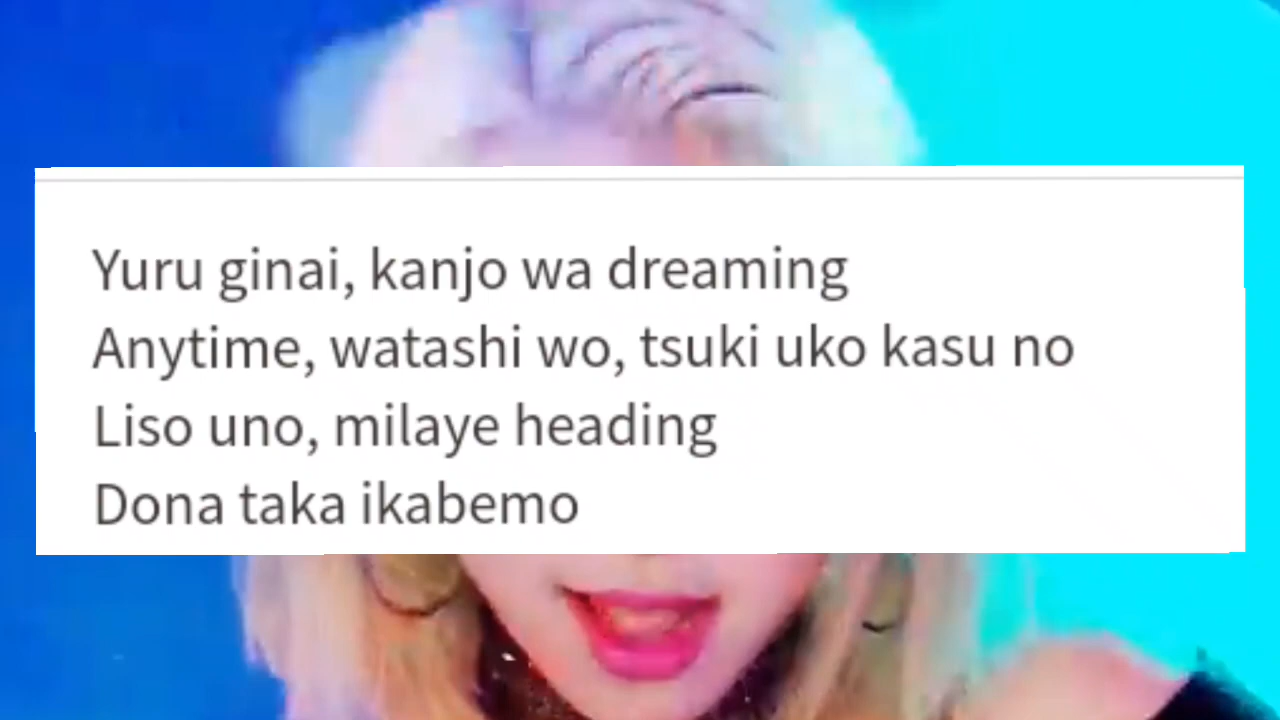 Yuru ginai, kanjo wa dreaming
Anytime, watashi wo, tsuki uko kasu no
Liso uno, milaye heading
Dona taka ikabemo